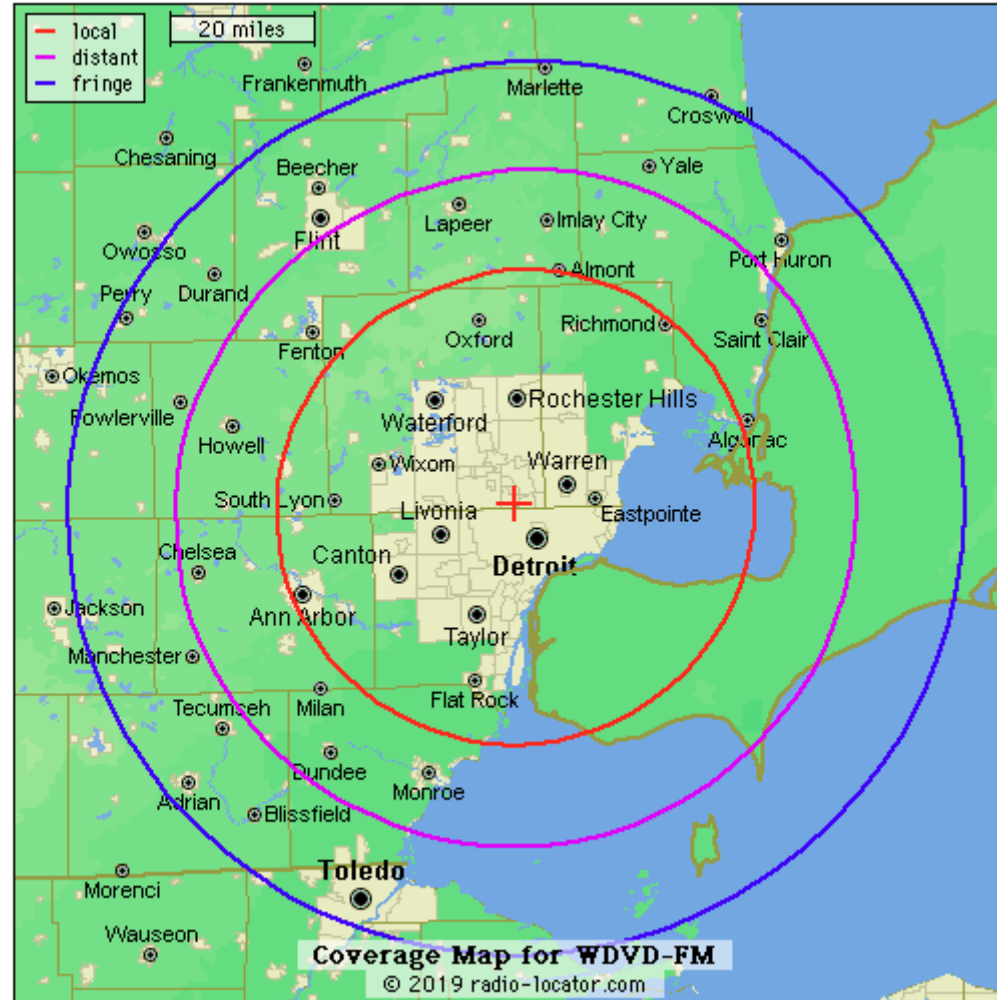 local
distant
fringe
20 miles
Frankenmuth
Marlette
Croswell
Chesaning
Beecher
Yale
Lapeer
Imlay City
Flint
Owosso
Port Huron
Almont
Perry
Durand
Richmond
Saint Clair
Fenton
Oxford
Okemos
Fowlerville
Rochester Hills
Waterford
Algonac
Howell
Wixom
Warren
South Lyon
Livonia
Eastpointe
Chelsea
Canton
Detroit
Jackson
Ann Arbor
Taylor
Manchester
Tecumseh
Milan
Flat Rock
Dundee
Monroe
Adrian
Blissfield
Toledo
Morenci
Wauseon
Coverage Map for WDVD-FM
© 2019 radio-locator.com